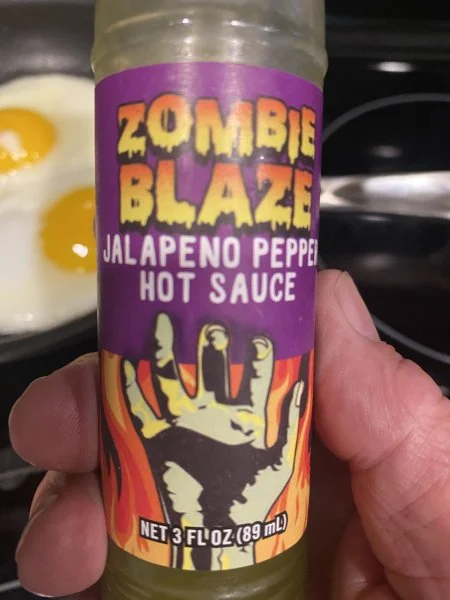 ZOMBIE
BLAZE
JALAPENO PEPPER
HOT SAUCE
NET 3 FL OZ (89 mL)